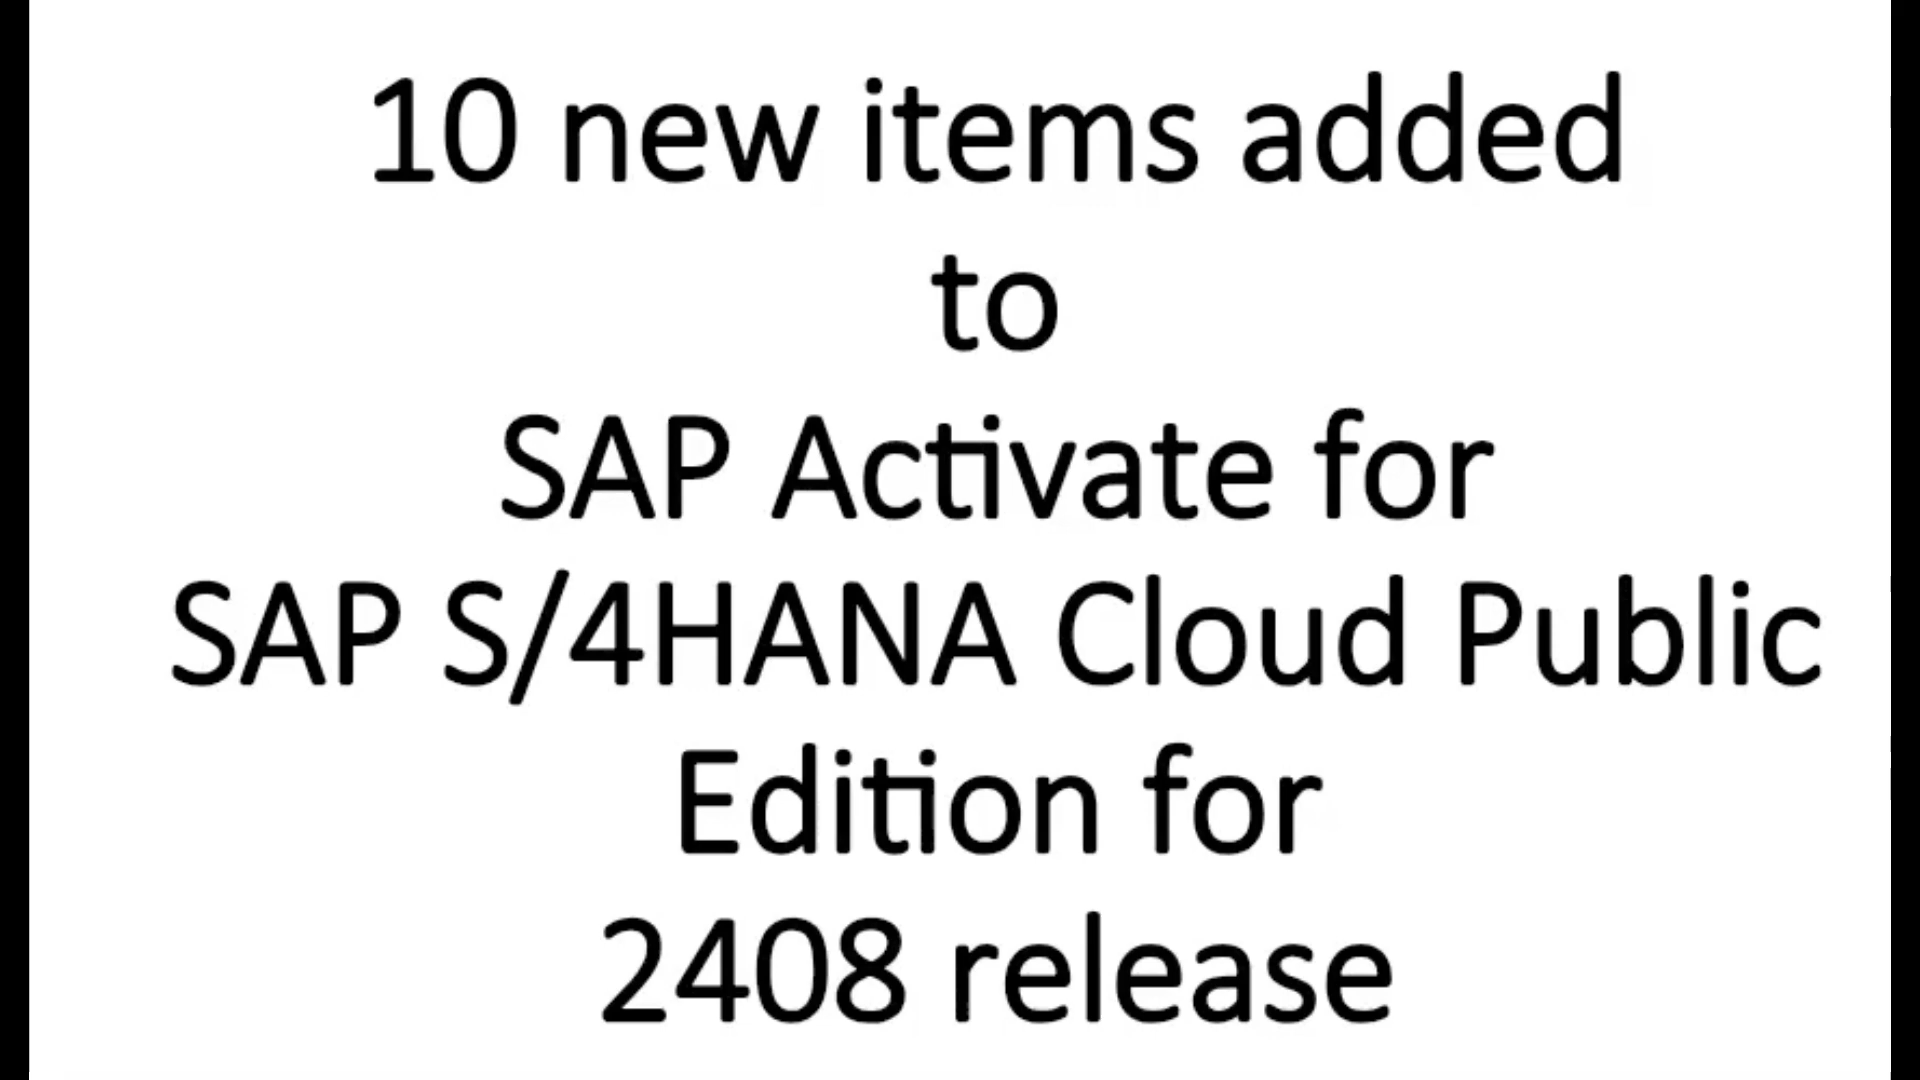 10 new items added
to
SAP Activate for
SAP S/4HANA Cloud Public
Edition for
2408 release